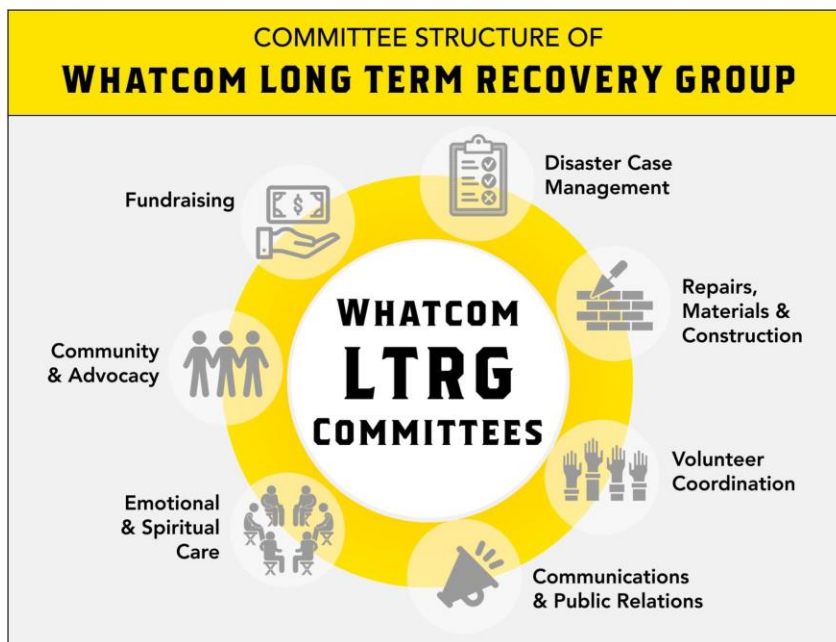 COMMITTEE STRUCTURE OF
WHATCOM LONG TERM RECOVERY GROUP
Disaster Case
Management
Fundraising
$
Repairs,
Materials &
Construction
WHATCOM
LTRG
COMMITTEES
Community
& Advocacy
Volunteer
Coordination
Emotional
& Spiritual
Care
Communications
& Public Relations